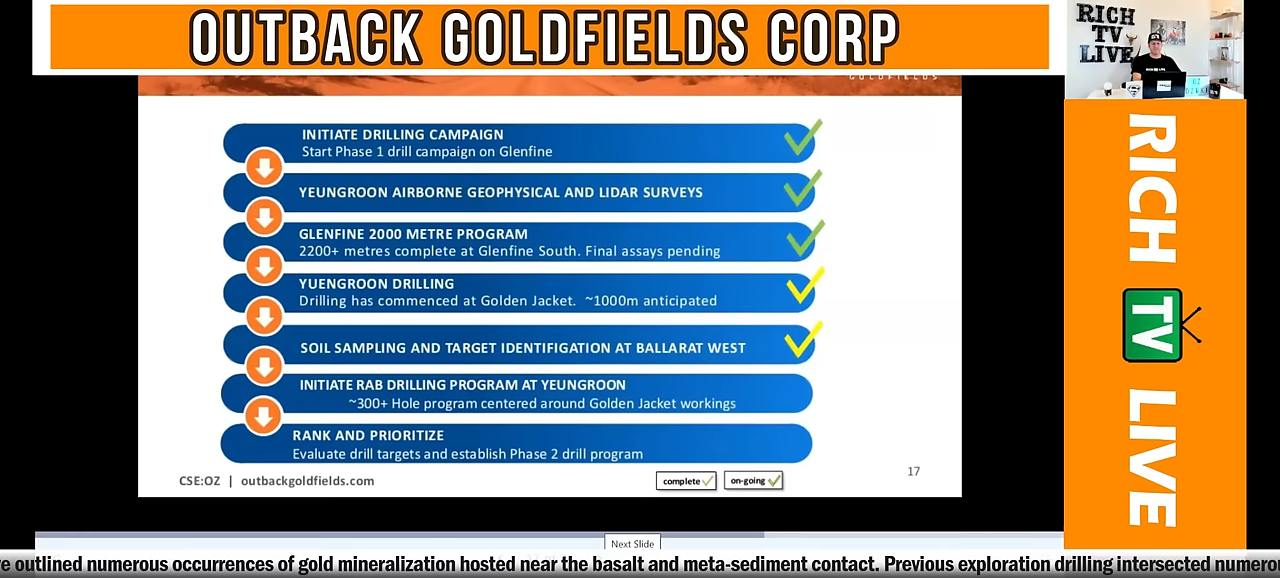 OUTBACK GOLDFIELDS CORP
RICH
TV
LIVE
GOLDFIELDS
INITIATE DRILLING CAMPAIGN
Start Phase 1 drill campaign on Glenfine
YEUNGROON AIRBORNE GEOPHYSICAL AND LIDAR SURVEYS
GLENFINE 2000 METRE PROGRAM
2200+ metres complete at Glenfine South. Final assays pending
YUENGROON DRILLING
Drilling has commenced at Golden Jacket. ~1000m anticipated
SOIL SAMPLING AND TARGET IDENTIFIGATION AT BALLARAT WEST
INITIATE RAB DRILLING PROGRAM AT YEUNGROON
~300+ Hole program centered around Golden Jacket workings
RANK AND PRIORITIZE
Evaluate drill targets and establish Phase 2 drill program
CSE:OZ | outbackgoldfields.com
complete
on-going
17
RICH TV LIVE
Next Slide
e outlined numerous occurrences of gold mineralization hosted near the basalt and meta-sediment contact. Previous exploration drilling intersected numero